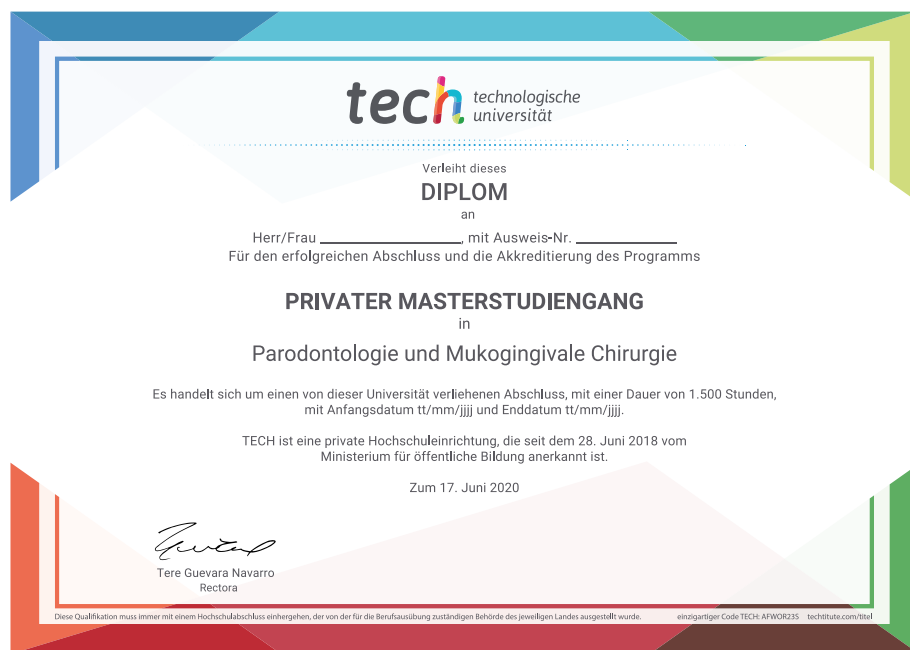 tech technologische
universität
Verleiht dieses
DIPLOM
an
Herr/Frau ____________________, mit Ausweis-Nr. ______________
Für den erfolgreichen Abschluss und die Akkreditierung des Programms
PRIVATER MASTERSTUDIENGANG
in
Parodontologie und Mukogingivale Chirurgie
Es handelt sich um einen von dieser Universität verliehenen Abschluss, mit einer Dauer von 1.500 Stunden,
mit Anfangsdatum tt/mm/jjjj und Enddatum tt/mm/jjjj.
TECH ist eine private Hochschuleinrichtung, die seit dem 28. Juni 2018 vom
Ministerium für öffentliche Bildung anerkannt ist.
Zum 17. Juni 2020
Tere Guevara Navarro
Rectora
Diese Qualifikation muss immer mit einem Hochschulabschluss einhergehen, der von der für die Berufsausübung zuständigen Behörde des jeweiligen Landes ausgestellt wurde. einzigartiger Code TECH: AFWOR23S techtitute.com/titel